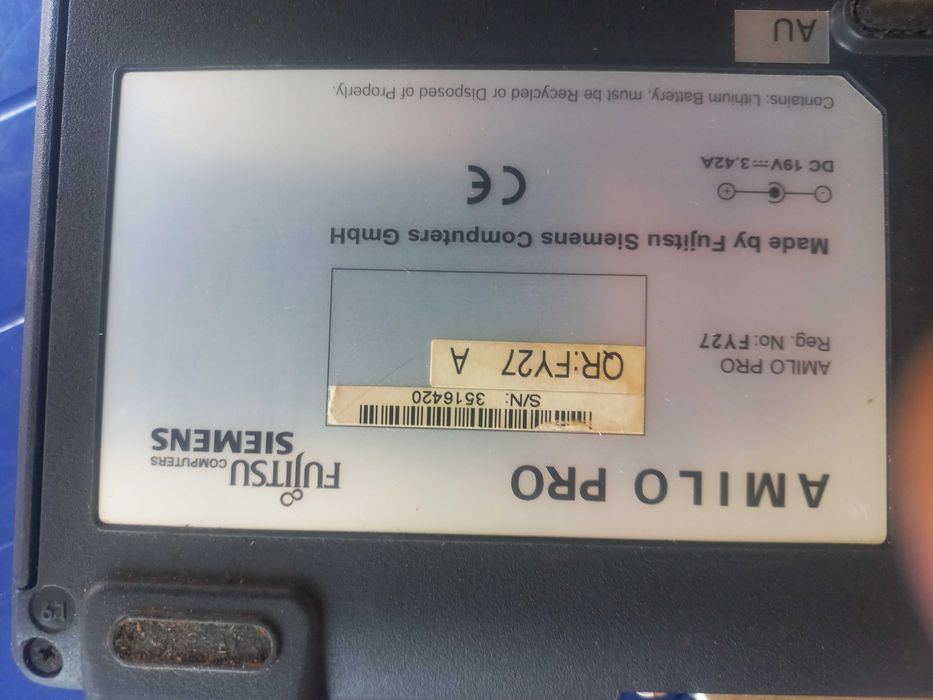 AMILO PRO
FUJITSU COMPUTERS
SIEMENS
S/N: 3516420
QR:FY27 A
AMILO PRO
Reg. No: FY27
Made by Fujitsu Siemens Computers GmbH
CE
DC 19V⎓3.42A
Contains: Lithium Battery, must be Recycled or Disposed of Properly.
AU